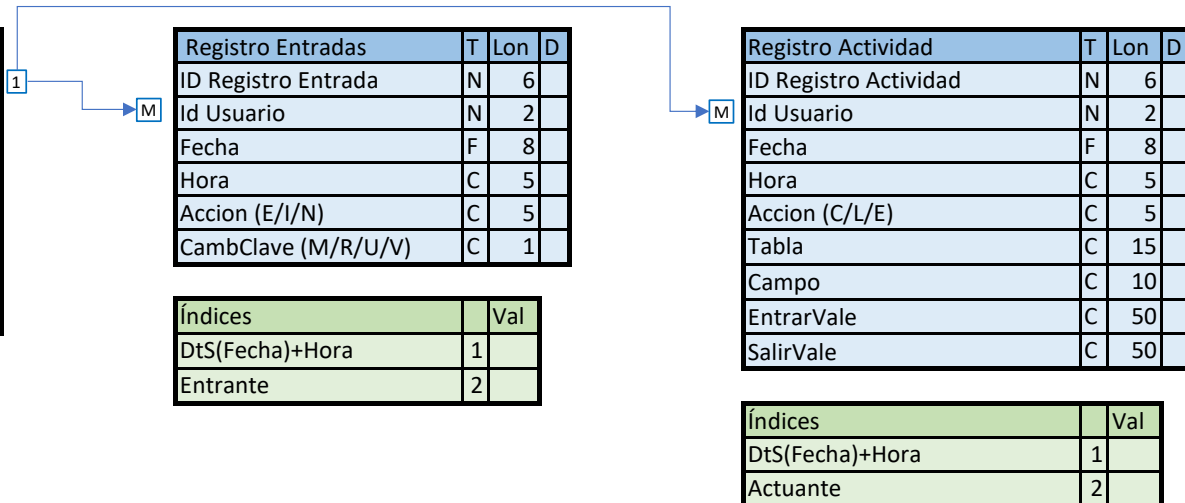 Registro Entradas T Lon D
ID Registro Entrada N 6
1
M
Id Usuario N 2
Fecha F 8
Hora C 5
Accion (E/I/N) C 5
CambClave (M/R/U/V) C 1
Índices Val
DtS(Fecha)+Hora 1
Entrante 2
Registro Actividad T Lon D
ID Registro Actividad N 6
M
Id Usuario N 2
Fecha F 8
Hora C 5
Accion (C/L/E) C 5
Tabla C 15
Campo C 10
EntrarVale C 50
SalirVale C 50
Índices Val
DtS(Fecha)+Hora 1
Actuante 2